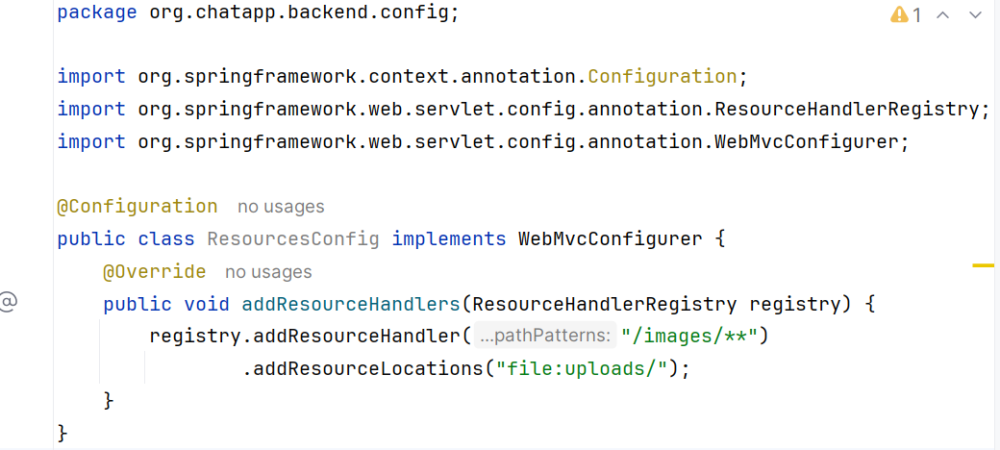 package org.chatapp.backend.config;
1
import org.springframework.context.annotation.Configuration;
import org.springframework.web.servlet.config.annotation.ResourceHandlerRegistry;
import org.springframework.web.servlet.config.annotation.WebMvcConfigurer;
@Configuration no usages
public class ResourcesConfig implements WebMvcConfigurer {
@Override no usages
@
public void addResourceHandlers(ResourceHandlerRegistry registry) {
registry.addResourceHandler( ...pathPatterns: "/images/**")
.addResourceLocations("file:uploads/");
}
}